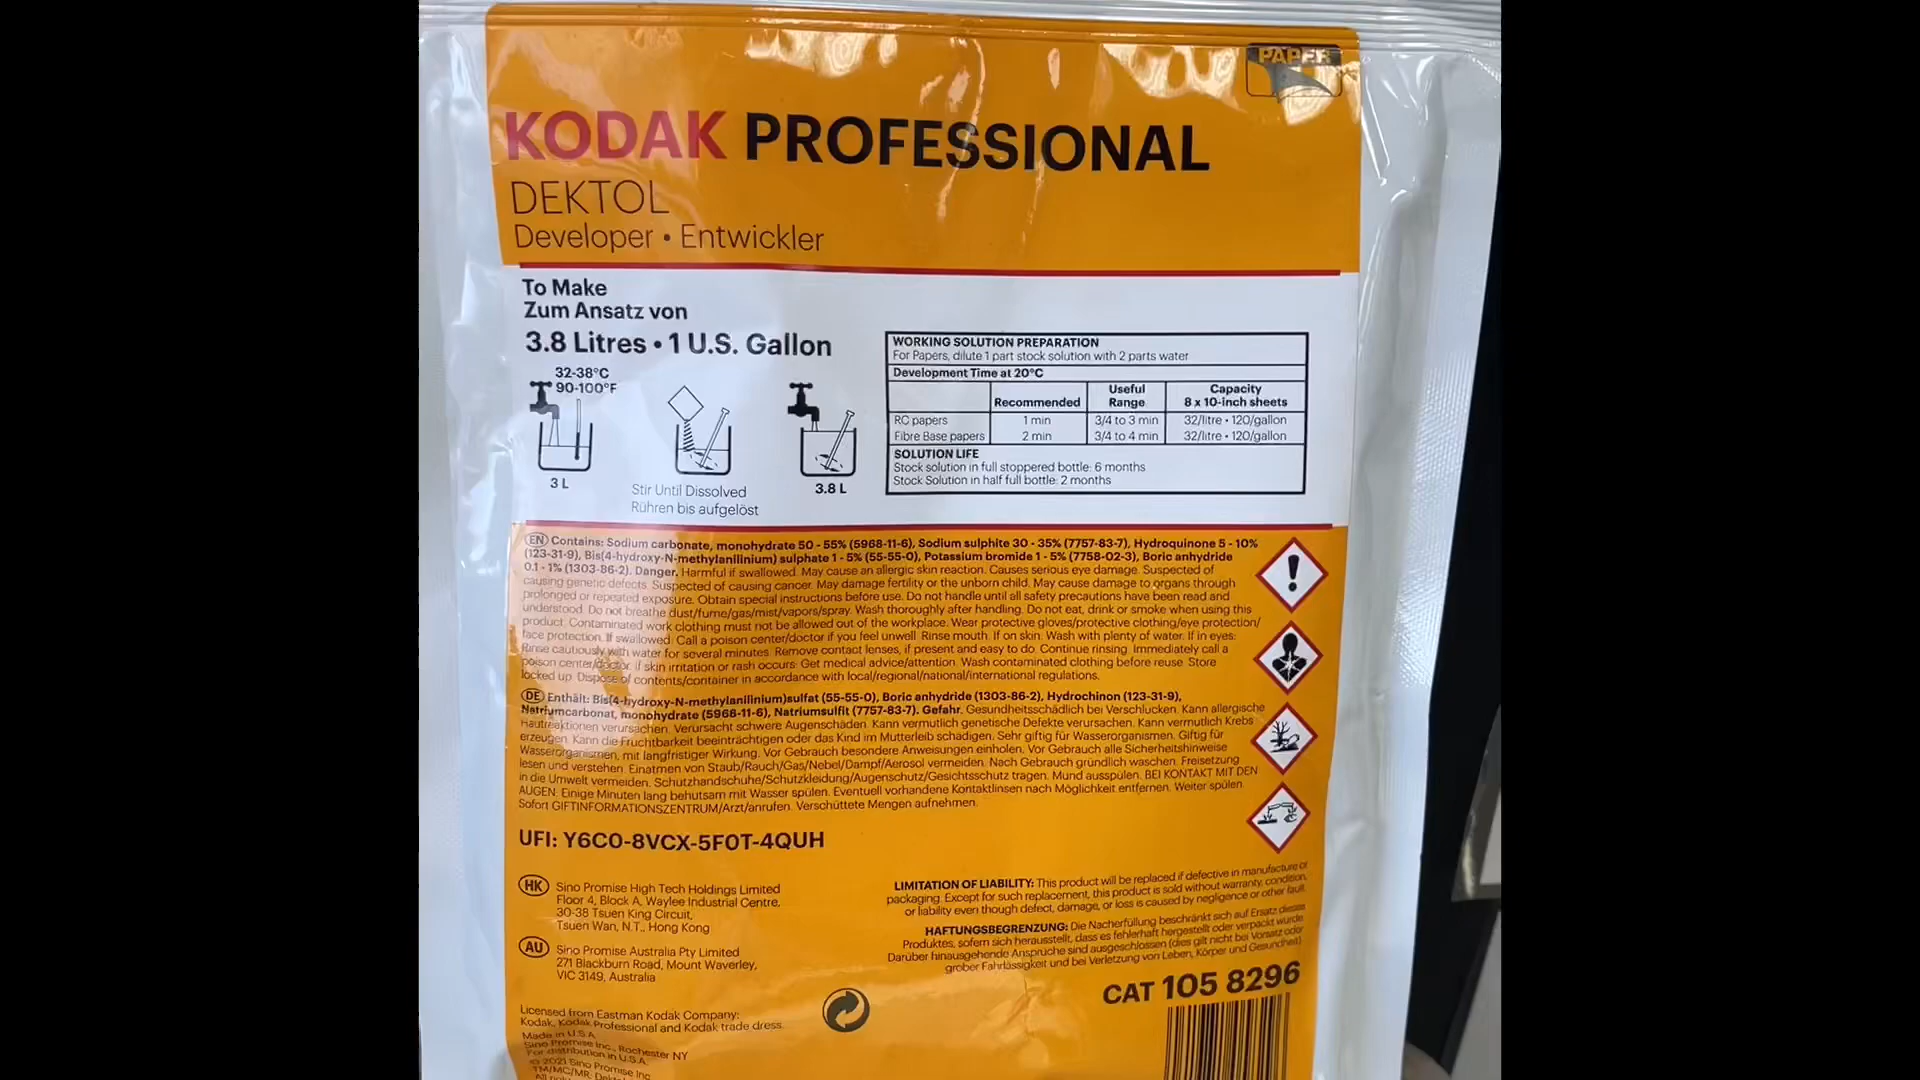 PAPER
KODAK PROFESSIONAL
DEKTOL
Developer • Entwickler
To Make
Zum Ansatz von
3.8 Litres • 1 U.S. Gallon
32-38°C
90-100°F
3 L
Stir Until Dissolved
Rühren bis aufgelöst
3.8 L
WORKING SOLUTION PREPARATION
For Papers, dilute 1 part stock solution with 2 parts water
Development Time at 20°C
Recommended Useful Range Capacity 8 x 10-inch sheets
RC papers 1 min 3/4 to 3 min 32/litre • 120/gallon
Fibre Base papers 2 min 3/4 to 4 min 32/litre • 120/gallon
SOLUTION LIFE
Stock solution in full stoppered bottle: 6 months
Stock Solution in half full bottle: 2 months
EN Contains: Sodium carbonate, monohydrate 50 - 55% (5968-11-6), Sodium sulphite 30 - 35% (7757-83-7), Hydroquinone 5 - 10%
(123-31-9), Bis(4-hydroxy-N-methylanilinium) sulphate 1 - 5% (55-55-0), Potassium bromide 1 - 5% (7758-02-3), Boric anhydride
0.1 - 1% (1303-86-2). Danger. Harmful if swallowed. May cause an allergic skin reaction. Causes serious eye damage. Suspected of
causing genetic defects. Suspected of causing cancer. May damage fertility or the unborn child. May cause damage to organs through
prolonged or repeated exposure. Obtain special instructions before use. Do not handle until all safety precautions have been read and
understood. Do not breathe dust/fume/gas/mist/vapors/spray. Wash thoroughly after handling. Do not eat, drink or smoke when using this
product. Contaminated work clothing must not be allowed out of the workplace. Wear protective gloves/protective clothing/eye protection/
face protection. If swallowed: Call a poison center/doctor if you feel unwell. Rinse mouth. If on skin: Wash with plenty of water. If in eyes:
Rinse cautiously with water for several minutes. Remove contact lenses, if present and easy to do. Continue rinsing. Immediately call a
poison center/doctor. If skin irritation or rash occurs: Get medical advice/attention. Wash contaminated clothing before reuse. Store
locked up. Dispose of contents/container in accordance with local/regional/national/international regulations.
DE Enthält: Bis(4-hydroxy-N-methylanilinium)sulfat (55-55-0), Boric anhydride (1303-86-2), Hydrochinon (123-31-9),
Natriumcarbonat, monohydrate (5968-11-6), Natriumsulfit (7757-83-7). Gefahr. Gesundheitsschädlich bei Verschlucken. Kann allergische
Hautreaktionen verursachen. Verursacht schwere Augenschäden. Kann vermutlich genetische Defekte verursachen. Kann vermutlich Krebs
erzeugen. Kann die Fruchtbarkeit beeinträchtigen oder das Kind im Mutterleib schädigen. Sehr giftig für Wasserorganismen. Giftig für
Wasserorganismen, mit langfristiger Wirkung. Vor Gebrauch besondere Anweisungen einholen. Vor Gebrauch alle Sicherheitshinweise
lesen und verstehen. Einatmen von Staub/Rauch/Gas/Nebel/Dampf/Aerosol vermeiden. Nach Gebrauch gründlich waschen. Freisetzung
in die Umwelt vermeiden. Schutzhandschuhe/Schutzkleidung/Augenschutz/Gesichtsschutz tragen. Mund ausspülen. BEI KONTAKT MIT DEN
AUGEN: Einige Minuten lang behutsam mit Wasser spülen. Eventuell vorhandene Kontaktlinsen nach Möglichkeit entfernen. Weiter spülen.
Sofort GIFTINFORMATIONSZENTRUM/Arzt/anrufen. Verschüttete Mengen aufnehmen.
UFI: Y6C0-8VCX-5F0T-4QUH
HK Sino Promise High Tech Holdings Limited
Floor 4, Block A, Waylee Industrial Centre,
30-38 Tsuen King Circuit,
Tsuen Wan, N.T., Hong Kong
AU Sino Promise Australia Pty Limited
271 Blackburn Road, Mount Waverley,
VIC 3149, Australia
LIMITATION OF LIABILITY: This product will be replaced if defective in manufacture or
packaging. Except for such replacement, this product is sold without warranty, condition,
or liability even though defect, damage, or loss is caused by negligence or other fault.
HAFTUNGSBEGRENZUNG: Die Nacherfüllung beschränkt sich auf Ersatz dieses
Produktes, sofern sich herausstellt, dass es fehlerhaft hergestellt oder verpackt wurde.
Darüber hinausgehende Ansprüche sind ausgeschlossen (dies gilt nicht bei Vorsatz oder
grober Fahrlässigkeit und bei Verletzung von Leben, Körper und Gesundheit)
CAT 105 8296
Licensed from Eastman Kodak Company:
Kodak, Kodak Professional and Kodak trade dress.
Made in U.S.A.
Sino Promise Inc., Rochester NY
For distribution in U.S.A.
© 2021 Sino Promise Inc.
TM/MC/MR: